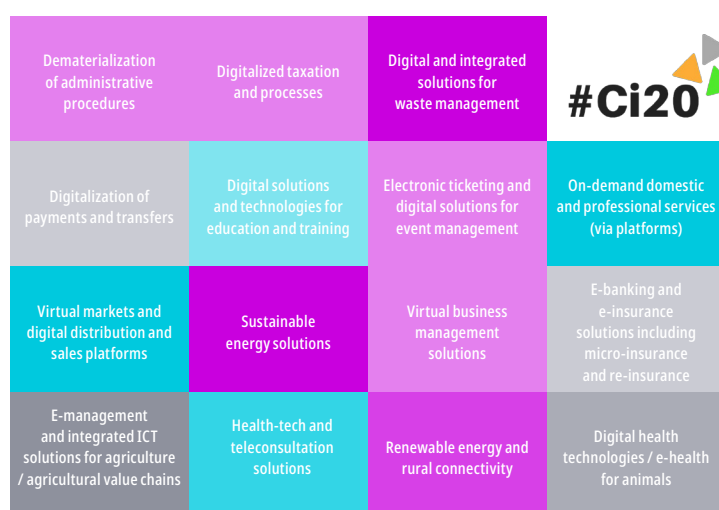 Dematerialization
of administrative
procedures
Digitalized taxation
and processes
Digital and integrated
solutions for
waste management
#Ci20
Digitalization of
payments and transfers
Digital solutions
and technologies for
education and training
Electronic ticketing and
digital solutions for
event management
On-demand domestic
and professional services
(via platforms)
Virtual markets and
digital distribution and
sales platforms
Sustainable
energy solutions
Virtual business
management
solutions
E-banking and
e-insurance
solutions including
micro-insurance
and re-insurance
E-management
and integrated ICT
solutions for agriculture
/ agricultural value chains
Health-tech and
teleconsultation
solutions
Renewable energy and
rural connectivity
Digital health
technologies / e-health
for animals